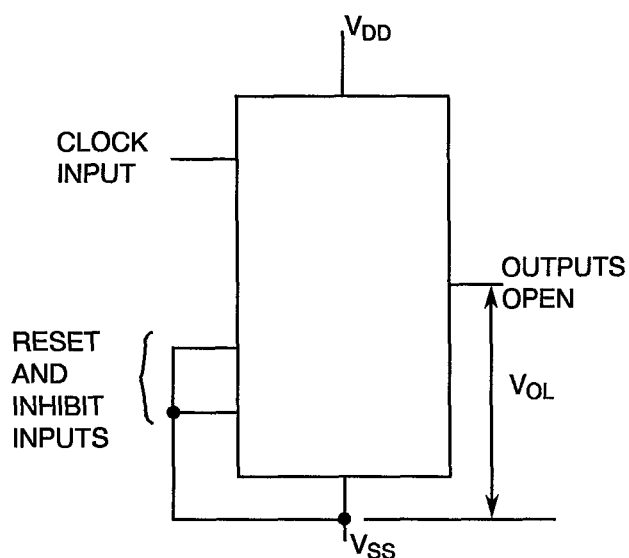 VDD
CLOCK
INPUT
OUTPUTS
OPEN
RESET
AND
INHIBIT
INPUTS
VOL
VSS